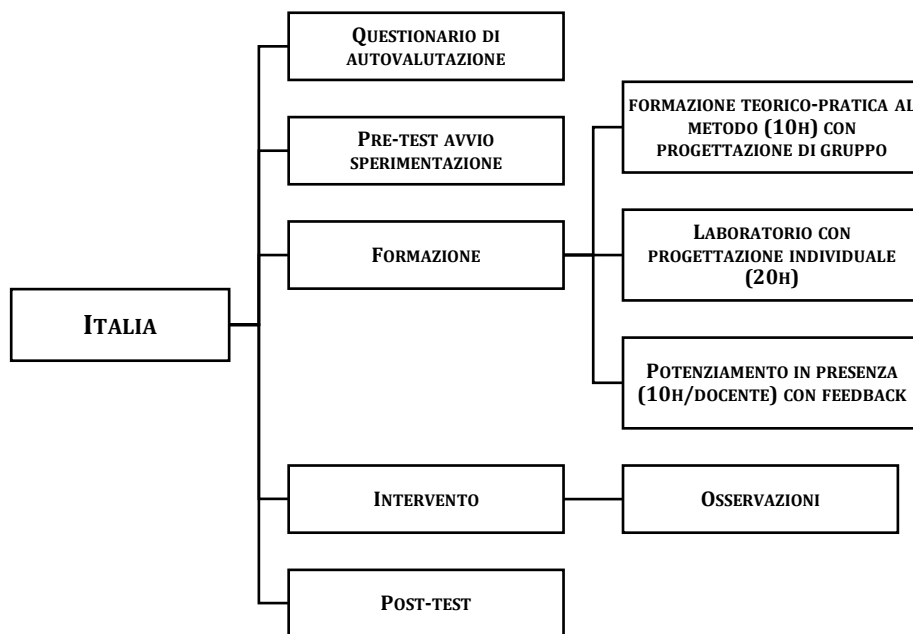 Italia
Questionario di
autovalutazione
Pre-test avvio
sperimentazione
Formazione
formazione teorico-pratica al
metodo (10h) con
progettazione di gruppo
Laboratorio con
progettazione individuale
(20h)
Potenziamento in presenza
(10h/docente) con feedback
Intervento
Osservazioni
Post-test